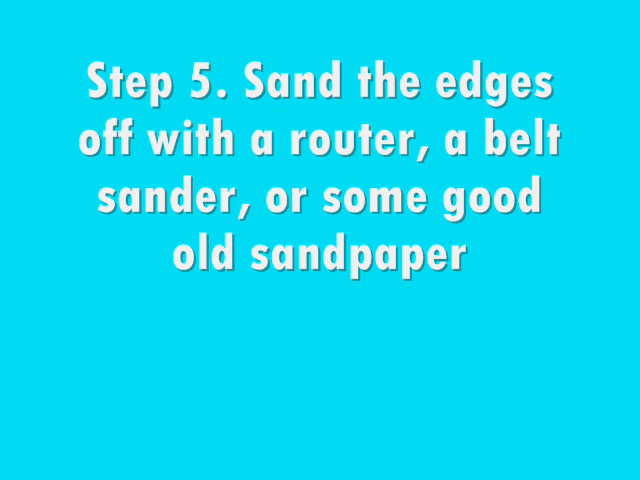 Step 5. Sand the edges
off with a router, a belt
sander, or some good
old sandpaper